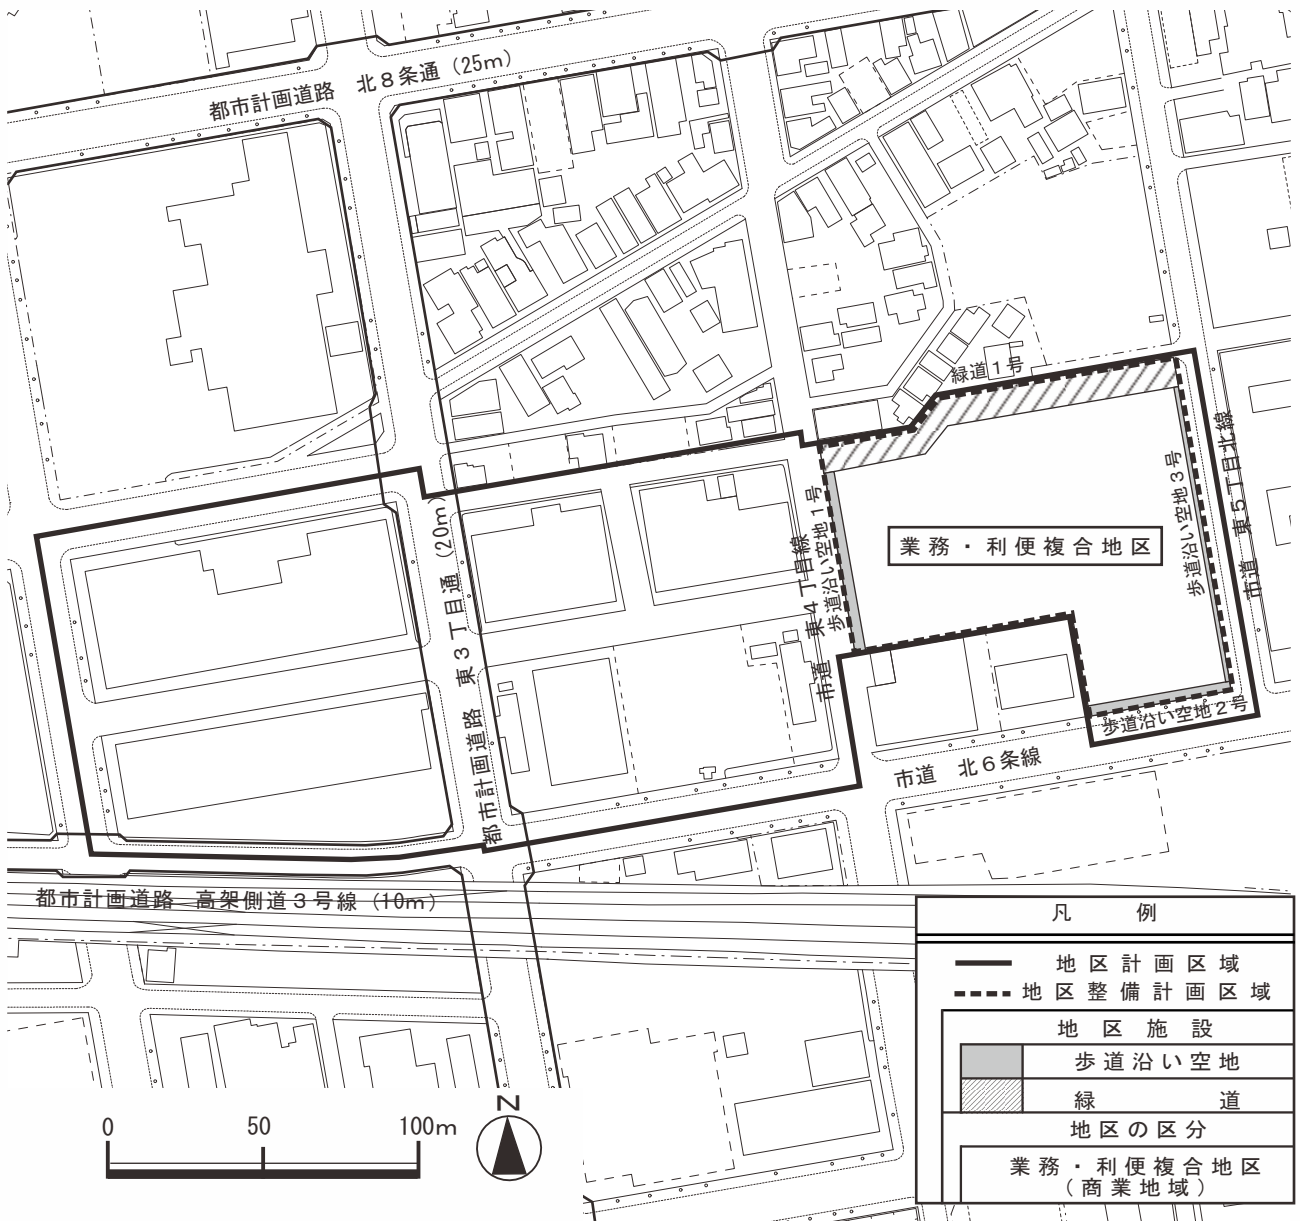 都市計画道路　北８条通（25m）
緑道１号
歩道沿い空地３号
市道　東５丁目北線
業務・利便複合地区
歩道沿い空地１号
市道　東４丁目線
都市計画道路　東３丁目通（20m）
歩道沿い空地２号
市道　北６条線
都市計画道路　高架側道３号線（10m）
凡　例
地区計画区域
地区整備計画区域
地区施設
歩道沿い空地
緑　道
地区の区分
業務・利便複合地区
（商業地域）
0　50　100m
N